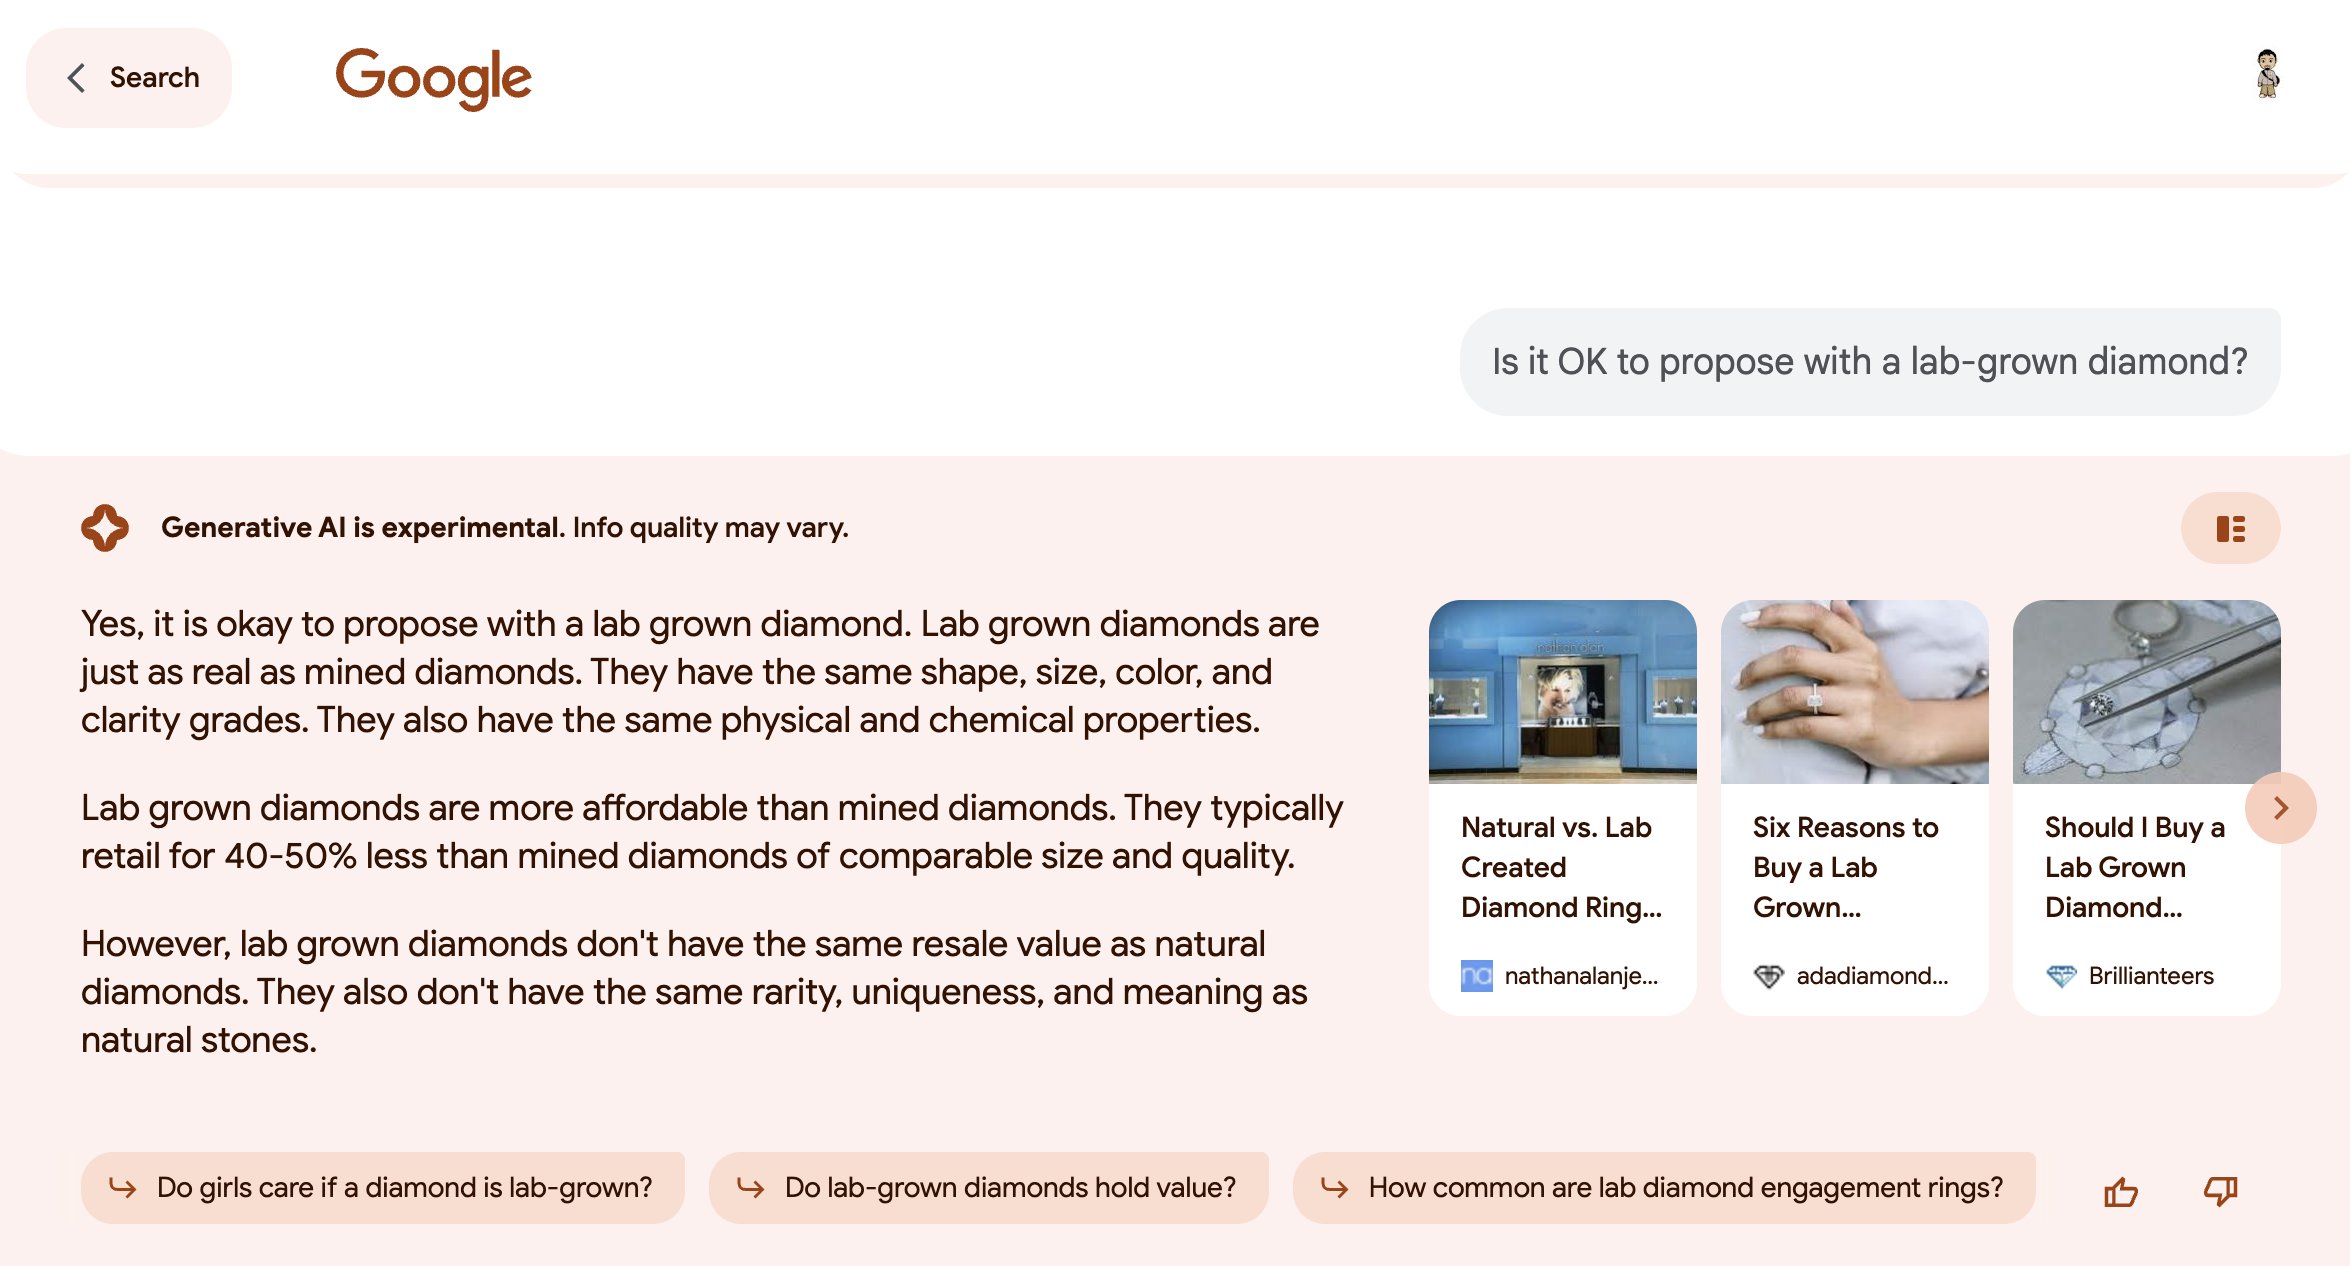 Search
Google
Is it OK to propose with a lab-grown diamond?
Generative AI is experimental. Info quality may vary.
Yes, it is okay to propose with a lab grown diamond. Lab grown diamonds are
just as real as mined diamonds. They have the same shape, size, color, and
clarity grades. They also have the same physical and chemical properties.
Lab grown diamonds are more affordable than mined diamonds. They typically
retail for 40-50% less than mined diamonds of comparable size and quality.
However, lab grown diamonds don't have the same resale value as natural
diamonds. They also don't have the same rarity, uniqueness, and meaning as
natural stones.
nathan alan
Natural vs. Lab
Created
Diamond Ring...
na
nathanalanje...
Six Reasons to
Buy a Lab
Grown...
adadiamond...
Should I Buy a
Lab Grown
Diamond...
Brillianteers
Do girls care if a diamond is lab-grown?
Do lab-grown diamonds hold value?
How common are lab diamond engagement rings?